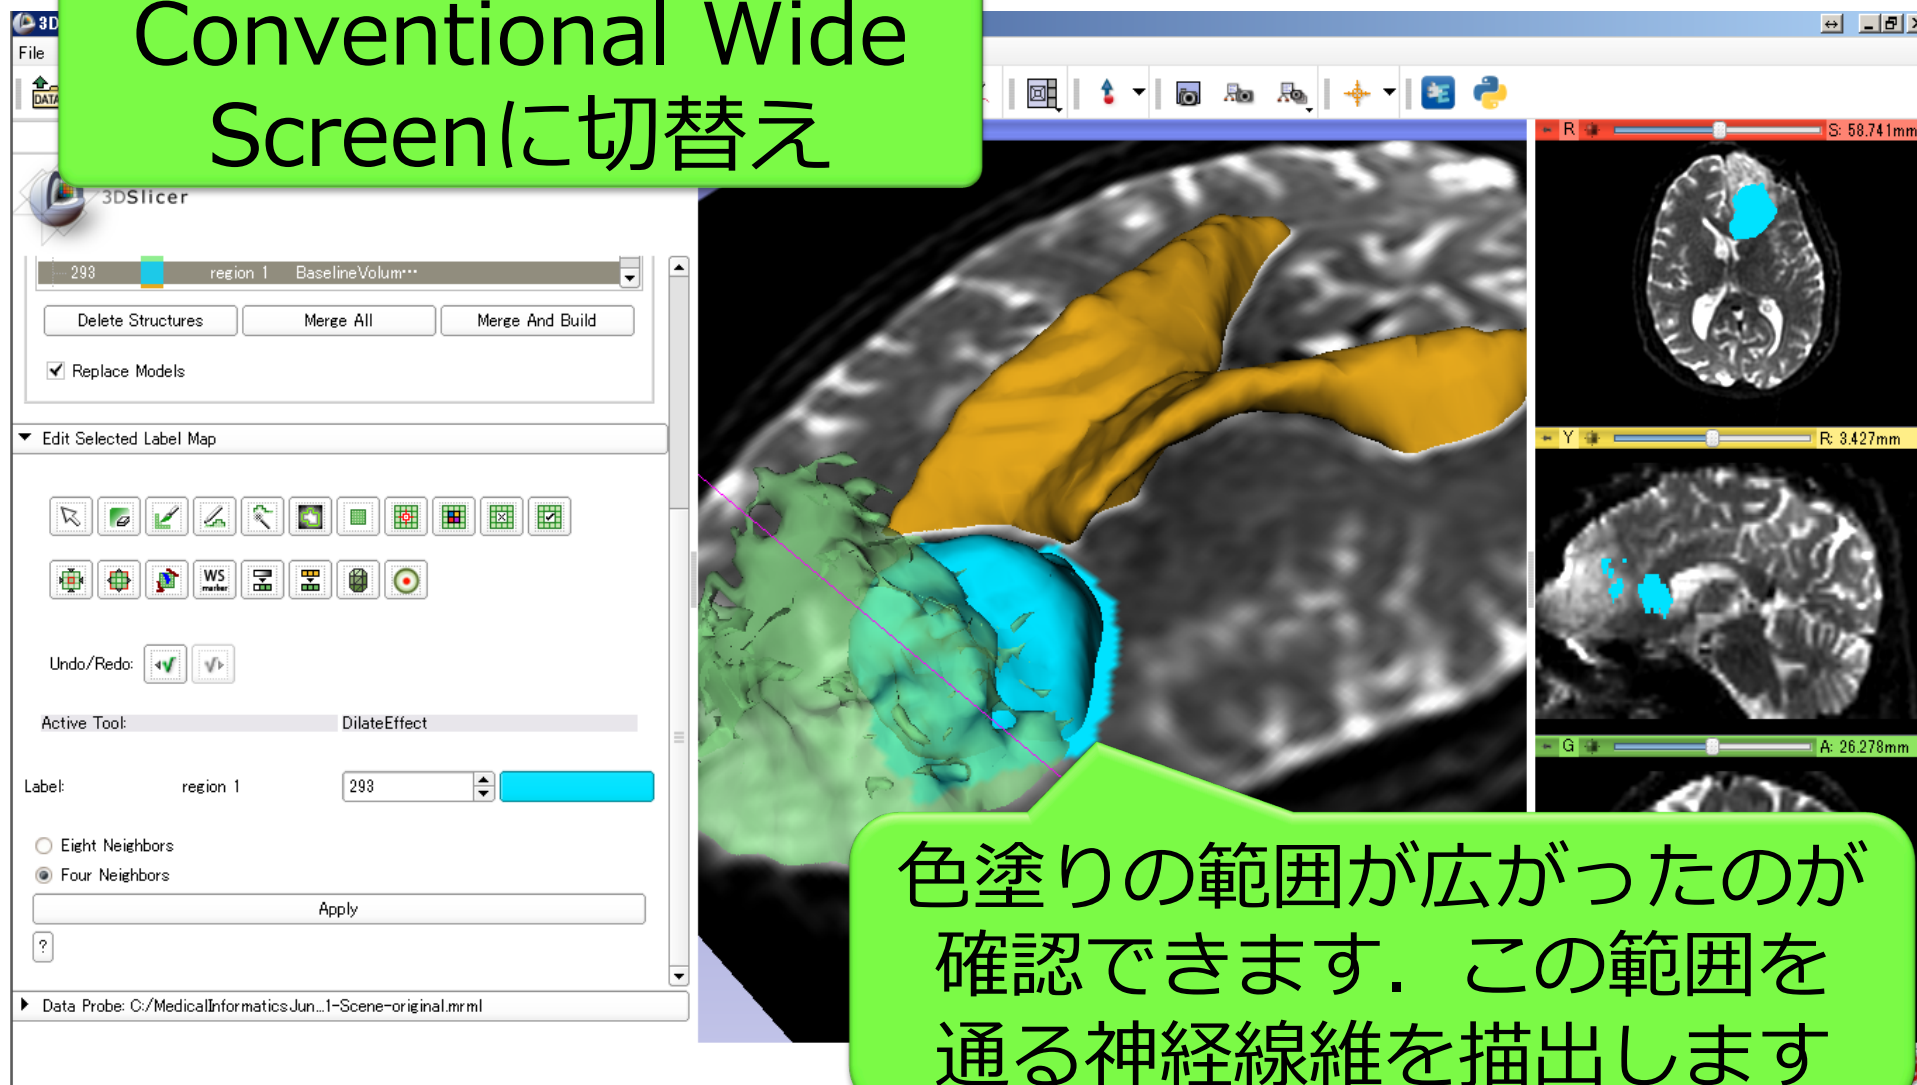 Conventional Wide
Screenに切替え
3D
File
DATA
3DSlicer
293 region 1 BaselineVolum…
Delete Structures Merge All Merge And Build
Replace Models
Edit Selected Label Map
WS
marker
Undo/Redo:
Active Tool: DilateEffect
Label: region 1 293
Eight Neighbors
Four Neighbors
Apply
?
Data Probe: C:/MedicalInformaticsJun...1-Scene-original.mrml
R S: 58.741mm
Y R: 3.427mm
G A: 26.278mm
色塗りの範囲が広がったのが
確認できます．この範囲を
通る神経線維を描出します